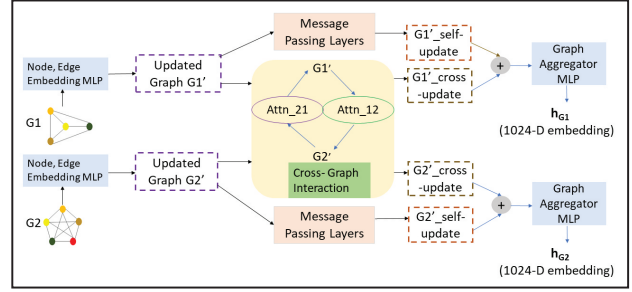 Node, Edge
Embedding MLP
G1
Updated
Graph G1'
Message
Passing Layers
G1'
Attn_21
Attn_12
G2'
Cross- Graph
Interaction
G1'_self-
update
G1'_cross
-update
+
Graph
Aggregator
MLP
hG1
(1024-D embedding)
Node, Edge
Embedding MLP
G2
Updated
Graph G2'
Message
Passing Layers
G2'_cross
-update
G2'_self-
update
+
Graph
Aggregator
MLP
hG2
(1024-D embedding)